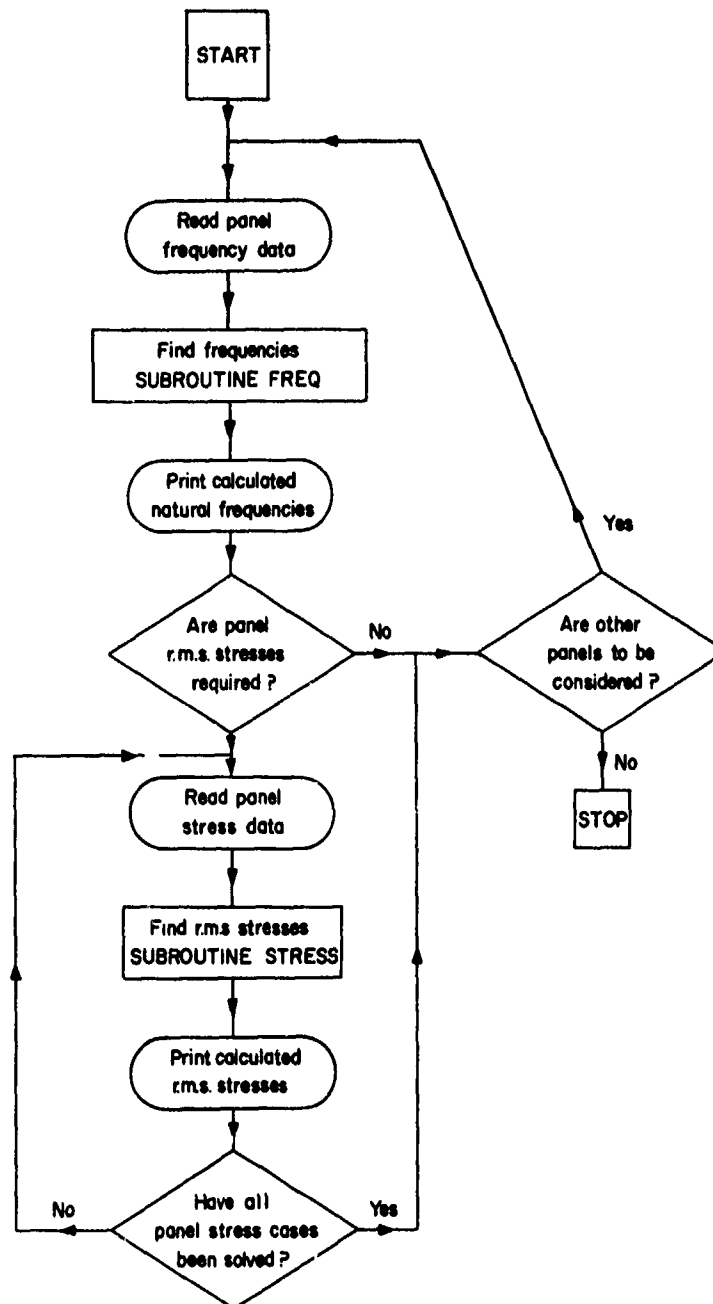 START
Read panel
frequency data
Find frequencies
SUBROUTINE FREQ
Print calculated
natural frequencies
Are panel
r.m.s. stresses
required?
No
Yes
Are other
panels to be
considered?
No
STOP
Read panel
stress data
Find r.m.s stresses
SUBROUTINE STRESS
Print calculated
r.m.s. stresses
No
Have all
panel stress cases
been solved?
Yes